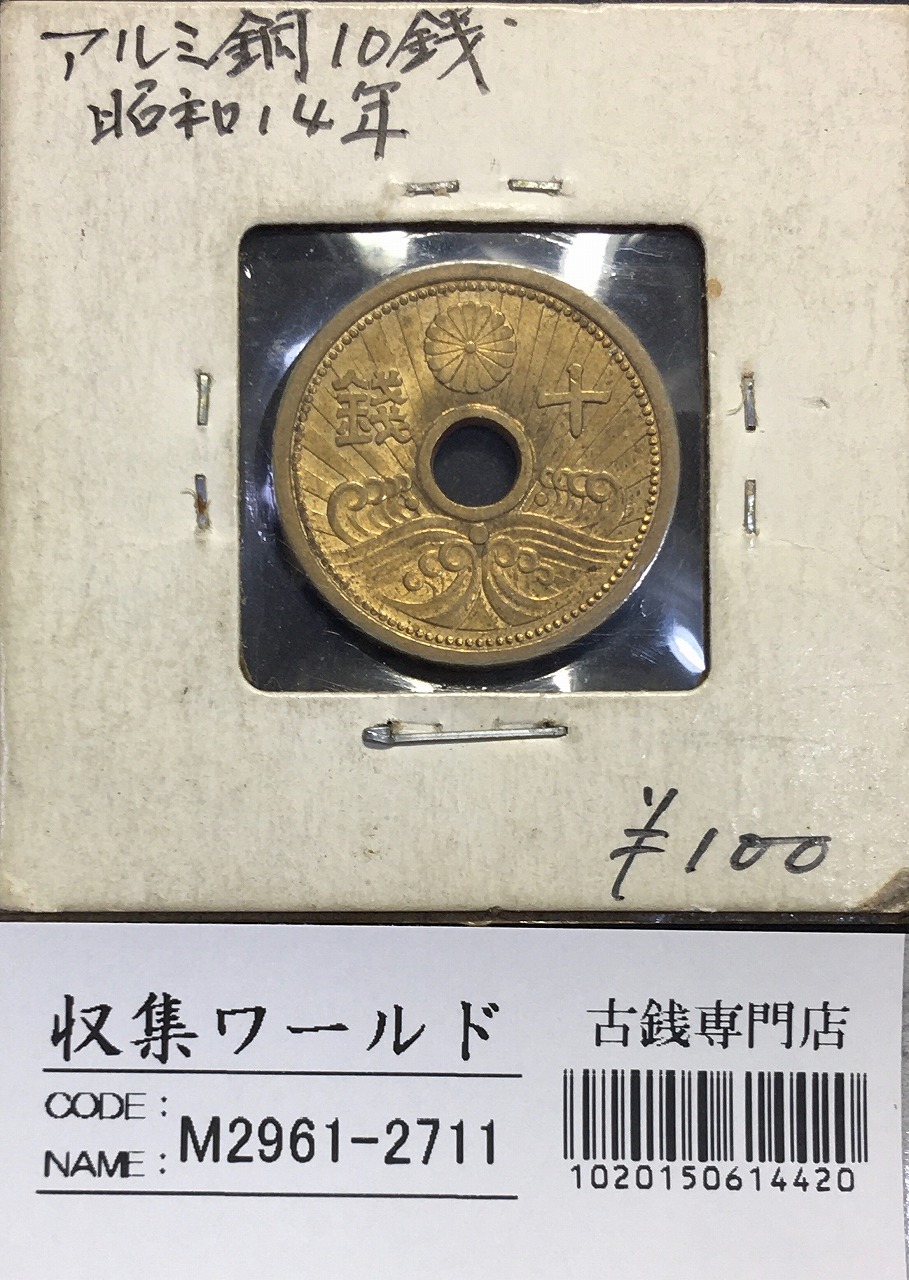 アルミ銅10銭
昭和14年
銭 十
¥100
収集ワールド
古銭専門店
CODE:
NAME: M2961-2711
1020150614420